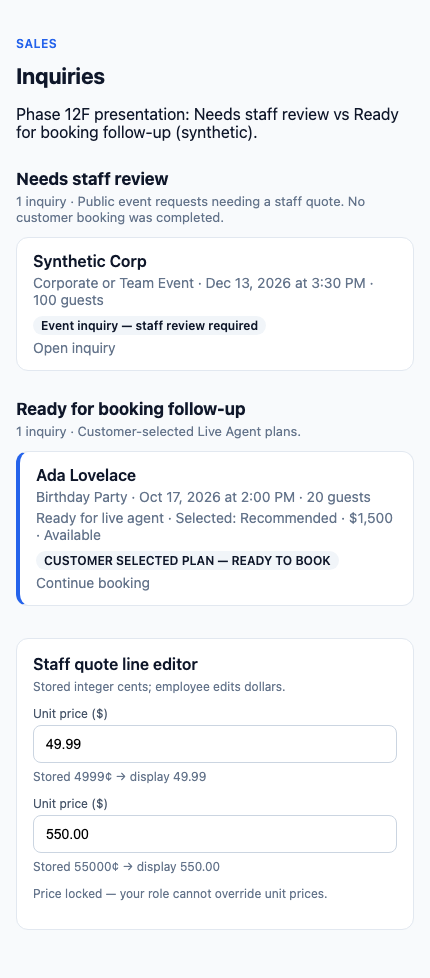 SALES
Inquiries
Phase 12F presentation: Needs staff review vs Ready
for booking follow-up (synthetic).
Needs staff review
1 inquiry · Public event requests needing a staff quote. No
customer booking was completed.
Synthetic Corp
Corporate or Team Event · Dec 13, 2026 at 3:30 PM ·
100 guests
Event inquiry — staff review required
Open inquiry
Ready for booking follow-up
1 inquiry · Customer-selected Live Agent plans.
Ada Lovelace
Birthday Party · Oct 17, 2026 at 2:00 PM · 20 guests
Ready for live agent · Selected: Recommended · $1,500
· Available
CUSTOMER SELECTED PLAN — READY TO BOOK
Continue booking
Staff quote line editor
Stored integer cents; employee edits dollars.
Unit price ($)
49.99
Stored 4999¢ → display 49.99
Unit price ($)
550.00
Stored 55000¢ → display 550.00
Price locked — your role cannot override unit prices.